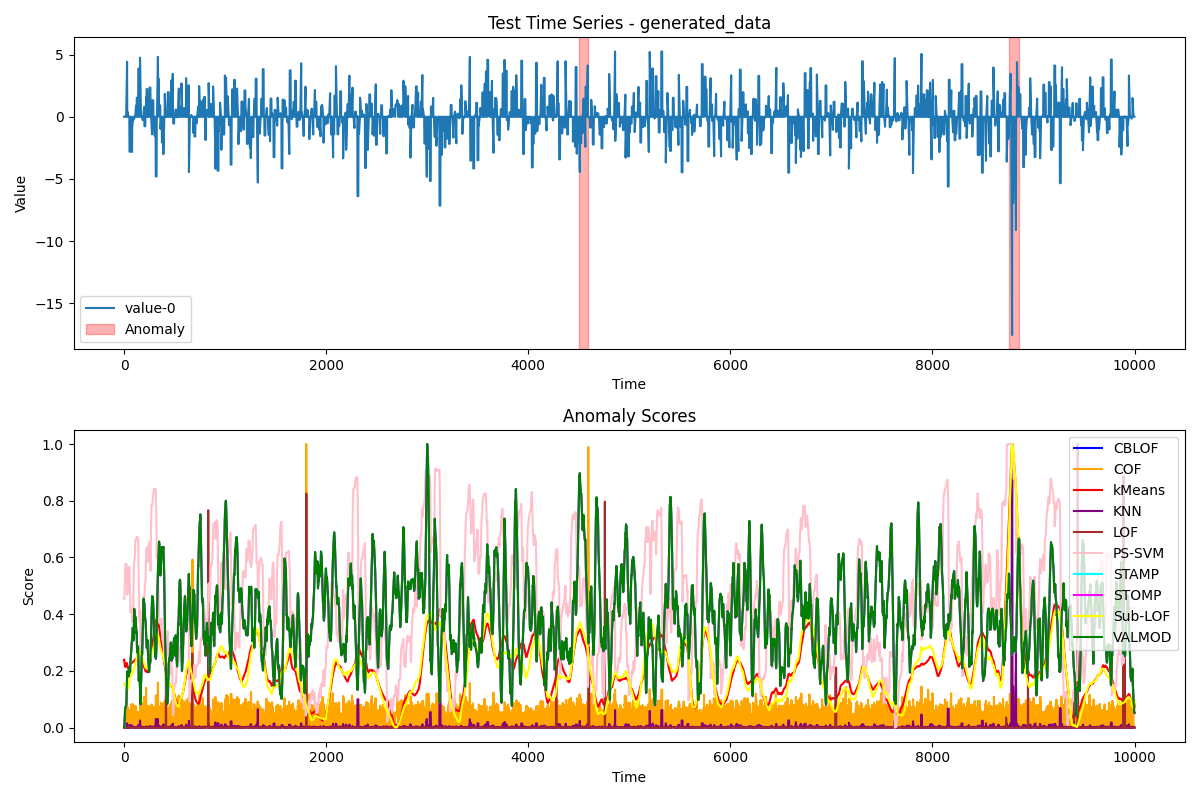 Test Time Series - generated_data
Value
5
0
−5
−10
−15
value-0
Anomaly
0
2000
4000
6000
8000
10000
Time
Anomaly Scores
Score
1.0
0.8
0.6
0.4
0.2
0.0
CBLOF
COF
kMeans
KNN
LOF
PS-SVM
STAMP
STOMP
Sub-LOF
VALMOD
0
2000
4000
6000
8000
10000
Time